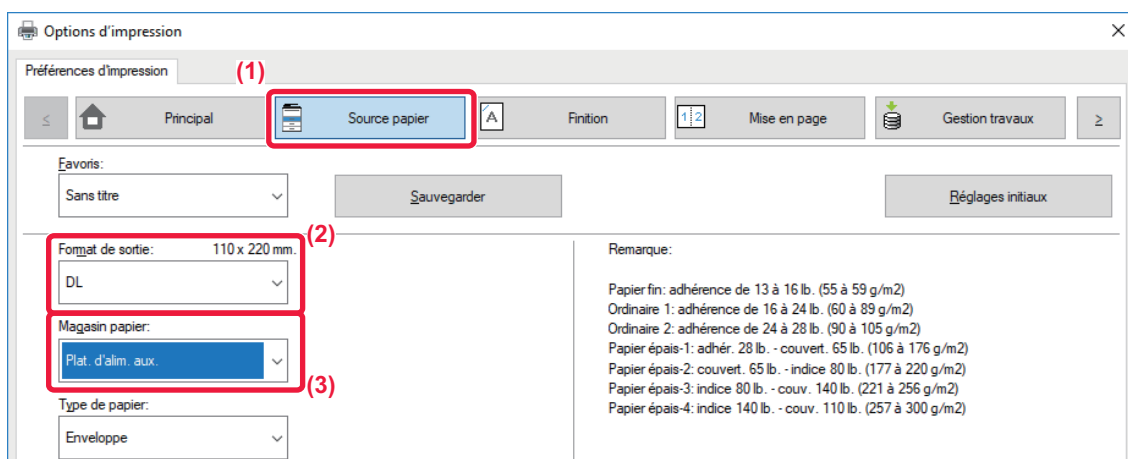 Options d'impression
Préférences d'impression
(1)
≤ Principal Source papier A Finition 1 2 Mise en page Gestion travaux ≥
Favoris:
Sans titre Sauvegarder Réglages initiaux
(2)
Format de sortie: 110 x 220 mm. Remarque:
DL
Papier fin: adhérence de 13 à 16 lb. (55 à 59 g/m2)
Ordinaire 1: adhérence de 16 à 24 lb. (60 à 89 g/m2)
Magasin papier:
Ordinaire 2: adhérence de 24 à 28 lb. (90 à 105 g/m2)
Papier épais-1: adhér. 28 lb. - couvert. 65 lb. (106 à 176 g/m2)
Plat. d'alim. aux.
Papier épais-2: couvert. 65 lb. - indice 80 lb. (177 à 220 g/m2)
(3)
Papier épais-3: indice 80 lb. - couv. 140 lb. (221 à 256 g/m2)
Type de papier:
Papier épais-4: indice 140 lb. - couv. 110 lb. (257 à 300 g/m2)
Enveloppe